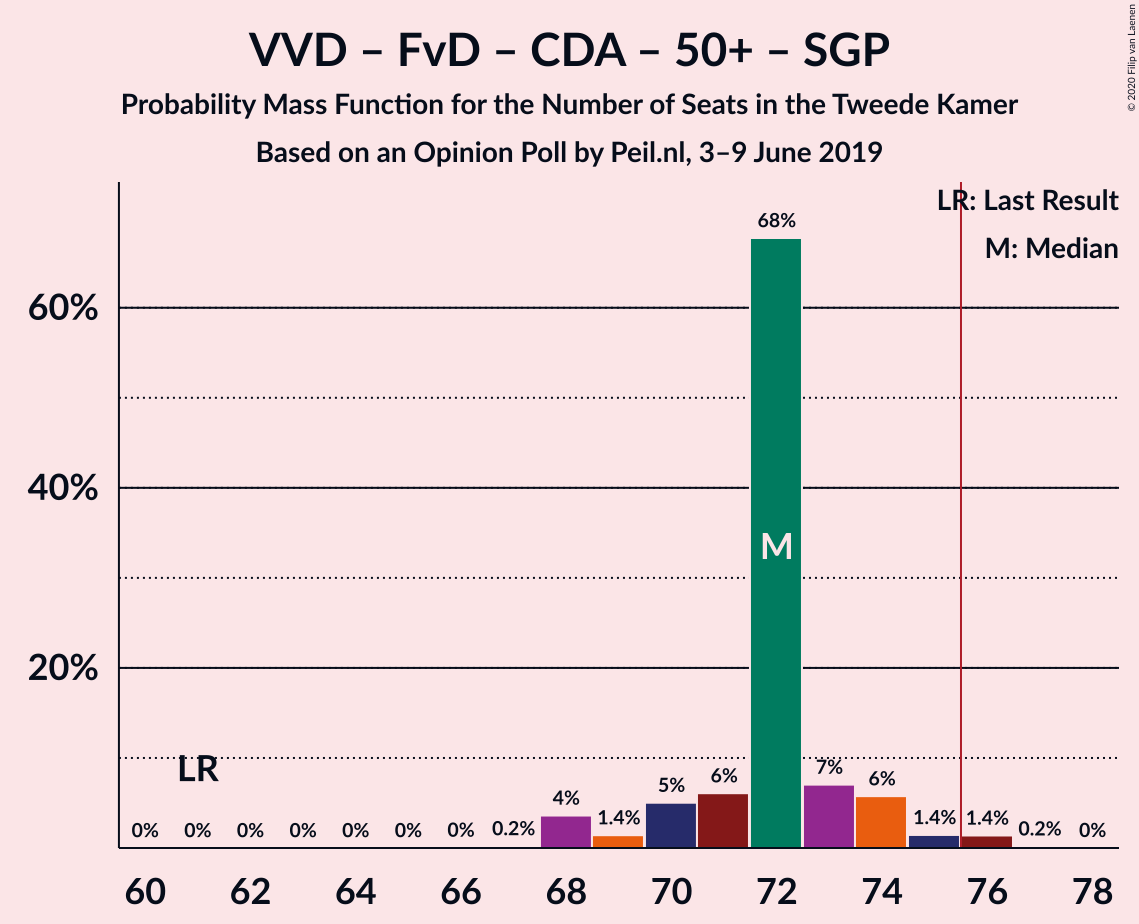 VVD – FvD – CDA – 50+ – SGP
Probability Mass Function for the Number of Seats in the Tweede Kamer
Based on an Opinion Poll by Peil.nl, 3–9 June 2019
© 2020 Filip van Laenen
LR: Last Result
M: Median
60%
40%
20%
LR
M
0% 0% 0% 0% 0% 0% 0% 0.2% 4% 1.4% 5% 6% 68% 7% 6% 1.4% 1.4% 0.2% 0%
60 62 64 66 68 70 72 74 76 78